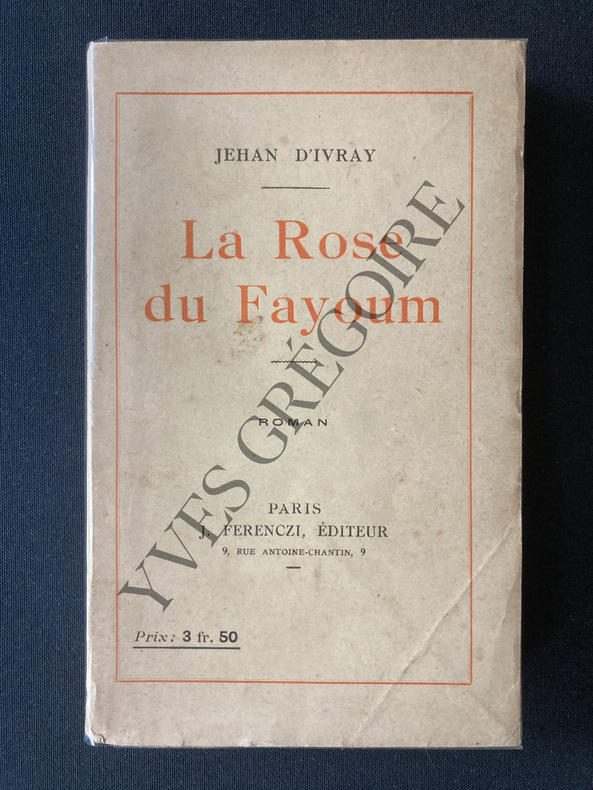 JEHAN D'IVRAY
La Rose
du Fayoum
ROMAN
PARIS
J. FERENCZI, ÉDITEUR
9, RUE ANTOINE-CHANTIN, 9
Prix: 3 fr. 50
YVES GRÉGOIRE